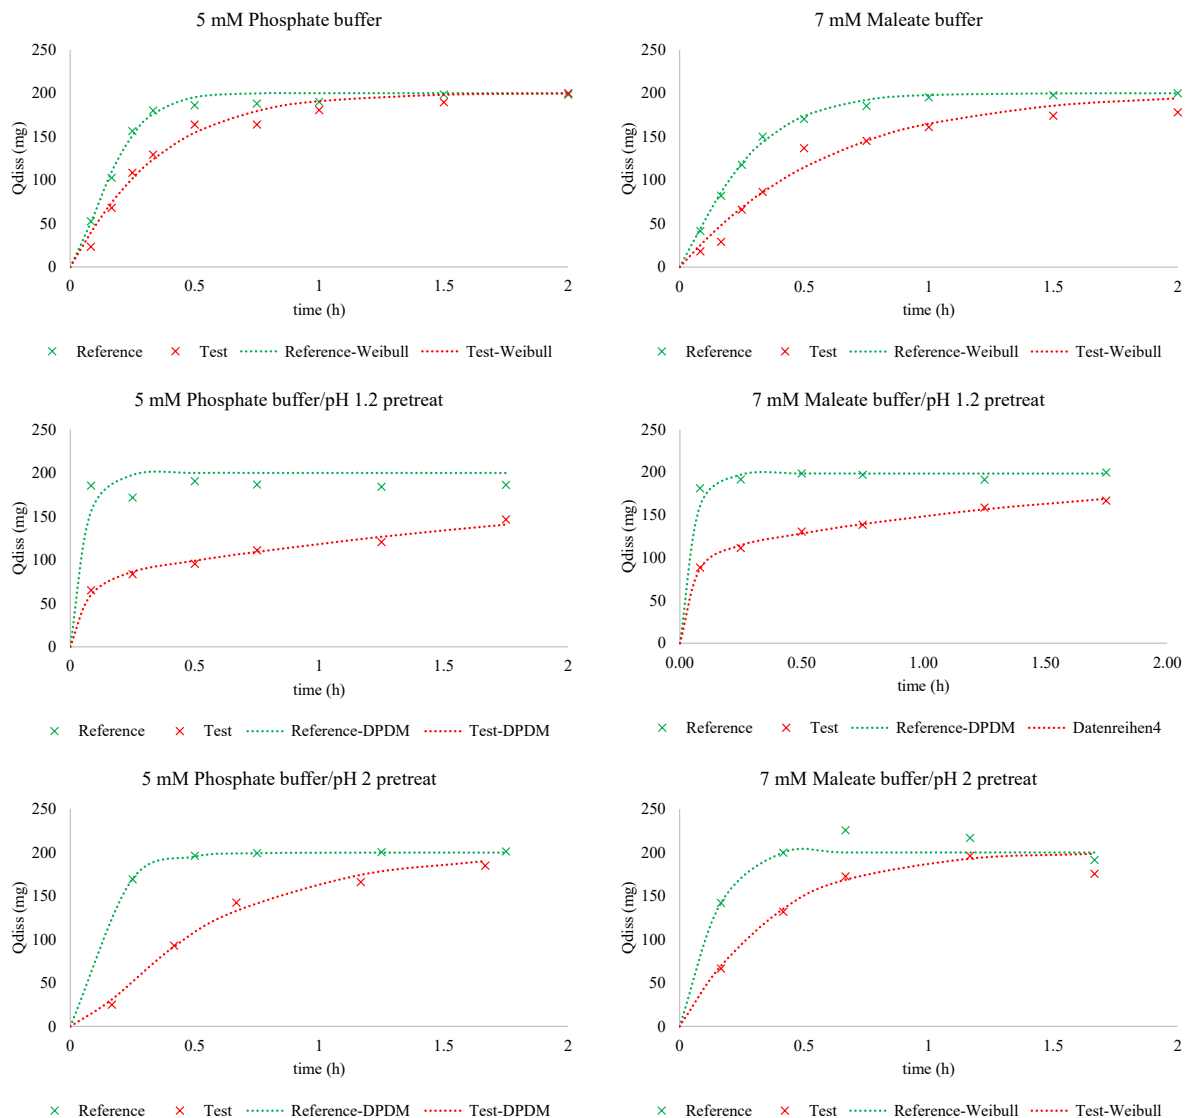 5 mM Phosphate buffer
250
200
150
100
50
0
Qdiss (mg)
0 0.5 1 1.5 2
time (h)
Reference Test Reference-Weibull Test-Weibull
7 mM Maleate buffer
250
200
150
100
50
0
Qdiss (mg)
0 0.5 1 1.5 2
time (h)
Reference Test Reference-Weibull Test-Weibull
5 mM Phosphate buffer/pH 1.2 pretreat
250
200
150
100
50
0
Qdiss (mg)
0 0.5 1 1.5 2
time (h)
Reference Test Reference-DPDM Test-DPDM
7 mM Maleate buffer/pH 1.2 pretreat
250
200
150
100
50
0
Qdiss (mg)
0.00 0.50 1.00 1.50 2.00
time (h)
Reference Test Reference-DPDM Datenreihen4
5 mM Phosphate buffer/pH 2 pretreat
250
200
150
100
50
0
Qdiss (mg)
0 0.5 1 1.5 2
time (h)
Reference Test Reference-DPDM Test-DPDM
7 mM Maleate buffer/pH 2 pretreat
250
200
150
100
50
0
Qdiss (mg)
0 0.5 1 1.5 2
time (h)
Reference Test Reference-Weibull Test-Weibull